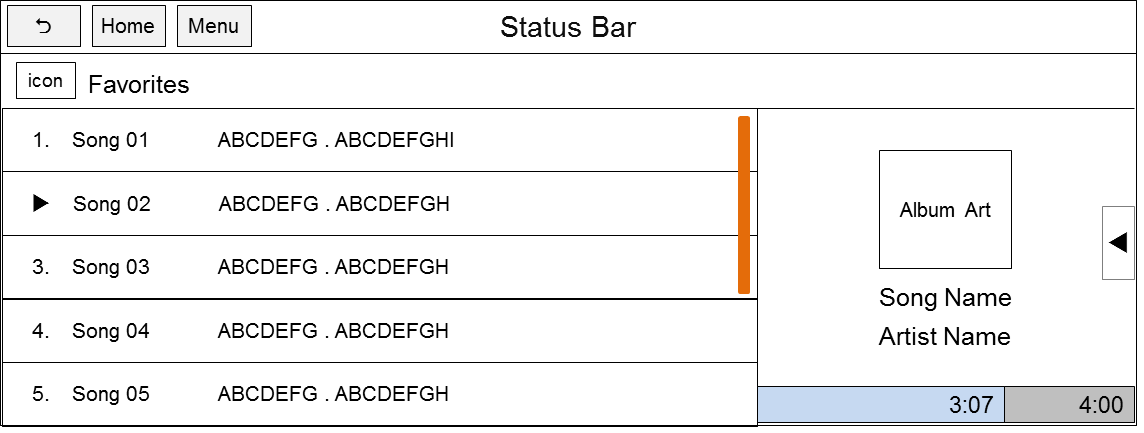 Home Menu Status Bar
icon Favorites
1. Song 01 ABCDEFG . ABCDEFGHI
Song 02 ABCDEFG . ABCDEFGH
3. Song 03 ABCDEFG . ABCDEFGH
4. Song 04 ABCDEFG . ABCDEFGH
5. Song 05 ABCDEFG . ABCDEFGH
Album Art
Song Name
Artist Name
3:07 4:00